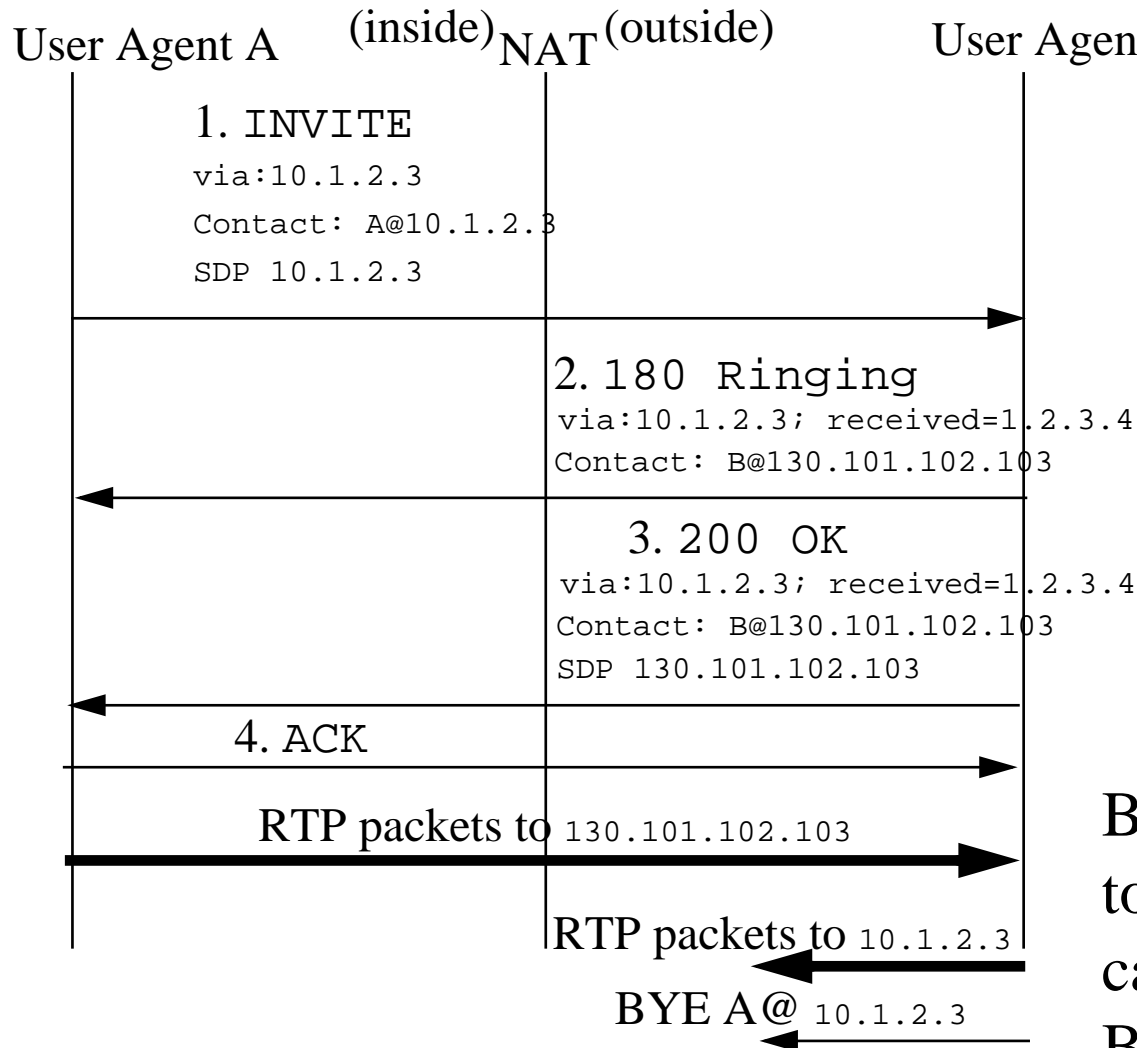 User Agent A (inside) NAT (outside) User Agen
1. INVITE
via:10.1.2.3
Contact: A@10.1.2.3
SDP 10.1.2.3
2. 180 Ringing
via:10.1.2.3; received=1.2.3.4
Contact: B@130.101.102.103
3. 200 OK
via:10.1.2.3; received=1.2.3.4
Contact: B@130.101.102.103
SDP 130.101.102.103
4. ACK
RTP packets to 130.101.102.103
RTP packets to 10.1.2.3
BYE A@ 10.1.2.3
B
to
ca